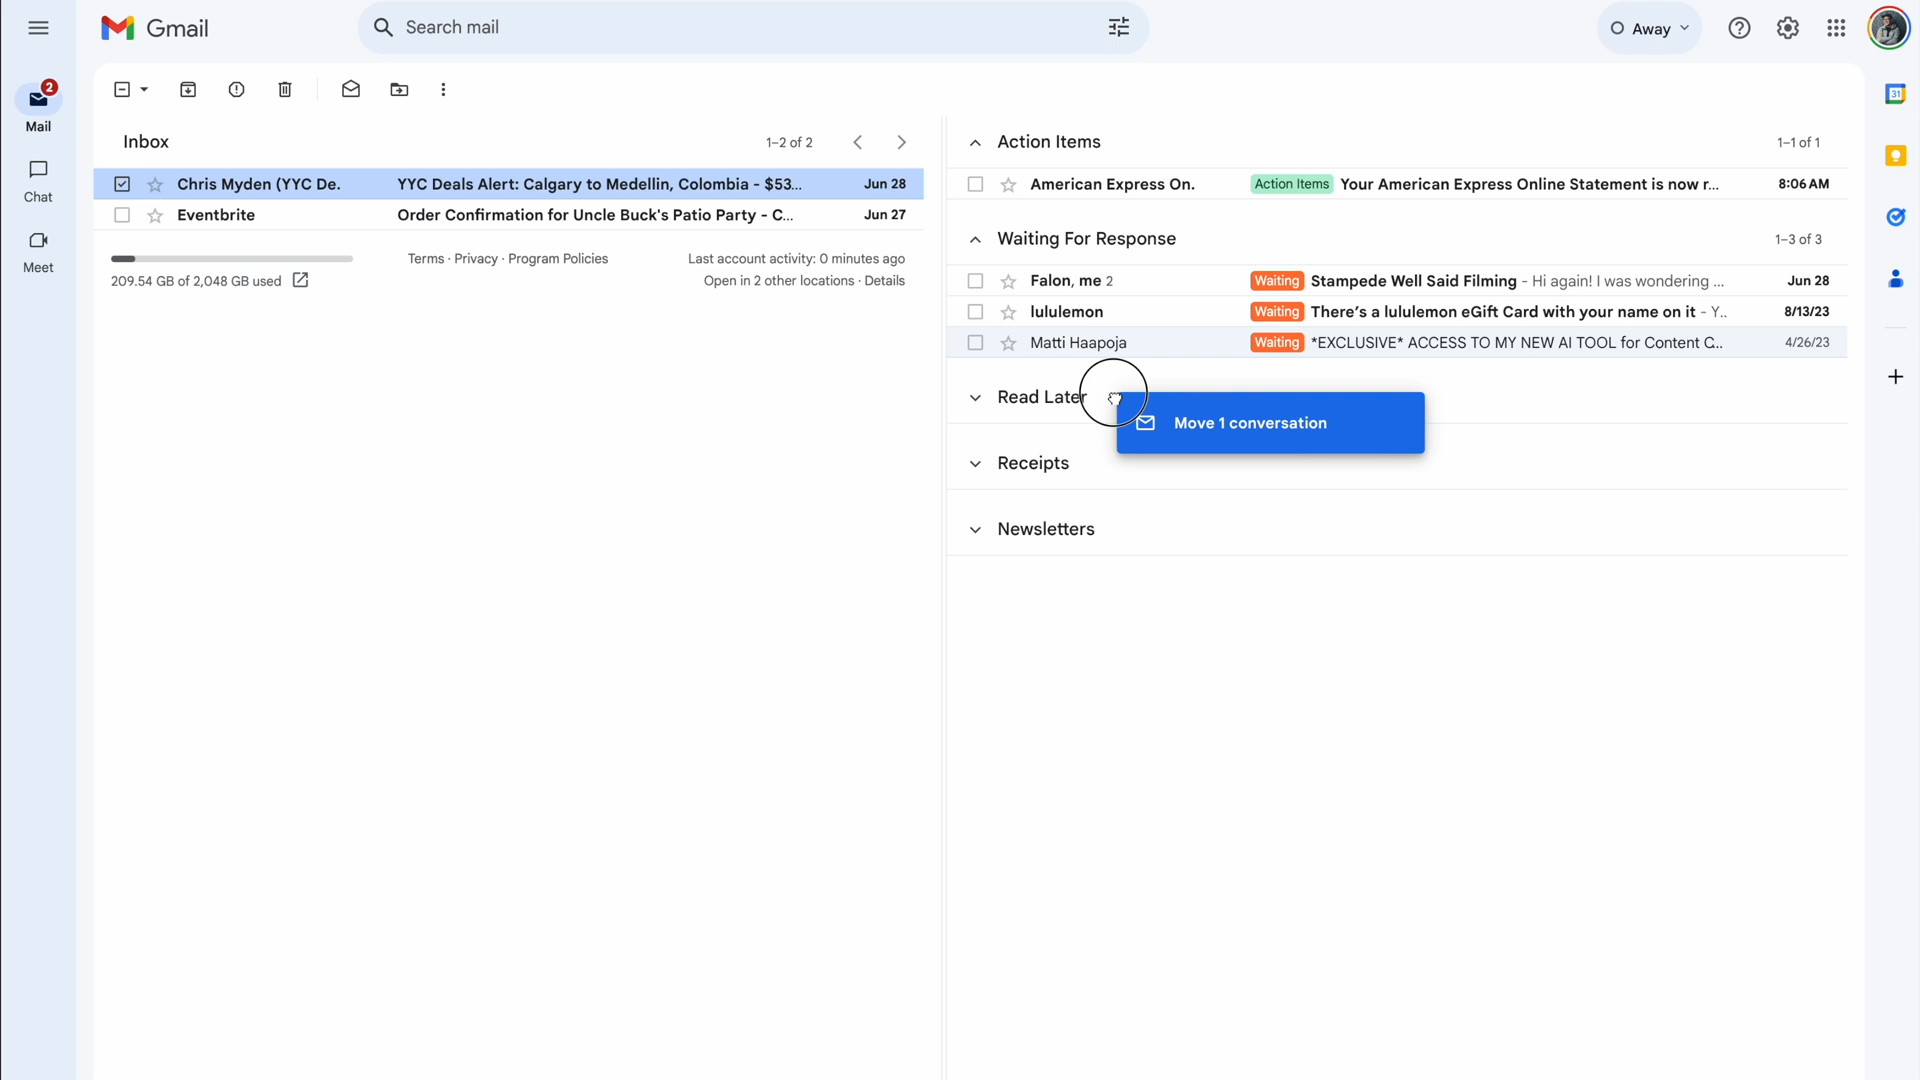 Gmail
Search mail
Away
2
Mail
Chat
Meet
Inbox
1–2 of 2
Chris Myden (YYC De. YYC Deals Alert: Calgary to Medellin, Colombia - $53... Jun 28
Eventbrite Order Confirmation for Uncle Buck's Patio Party - C... Jun 27
209.54 GB of 2,048 GB used
Terms · Privacy · Program Policies
Last account activity: 0 minutes ago
Open in 2 other locations · Details
Action Items
1–1 of 1
American Express On. Action Items Your American Express Online Statement is now r... 8:06 AM
Waiting For Response
1–3 of 3
Falon, me 2 Waiting Stampede Well Said Filming - Hi again! I was wondering ... Jun 28
lululemon Waiting There’s a lululemon eGift Card with your name on it - Y.. 8/13/23
Matti Haapoja Waiting *EXCLUSIVE* ACCESS TO MY NEW AI TOOL for Content C... 4/26/23
Read Later
Move 1 conversation
Receipts
Newsletters
31